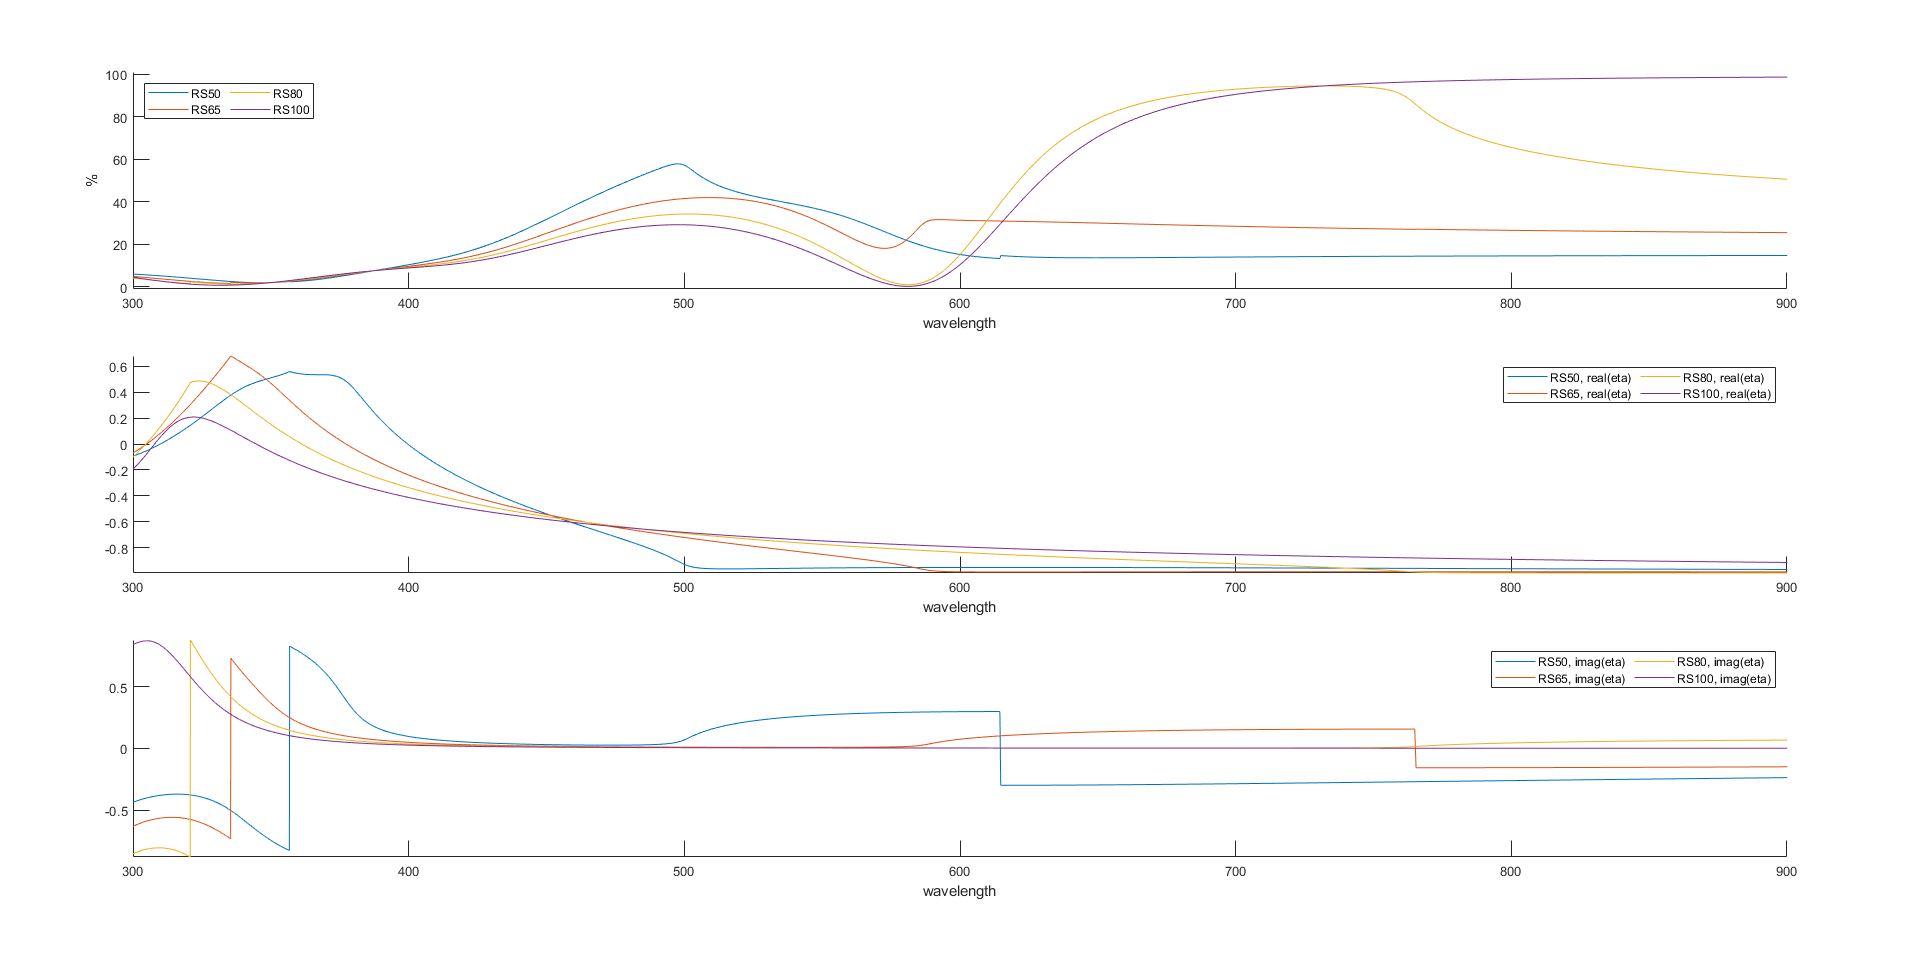 100
80
60
40
20
0
%
RS50 RS80
RS65 RS100
300 400 500 600 700 800 900
wavelength
0.6
0.4
0.2
0
-0.2
-0.4
-0.6
-0.8
RS50, real(eta) RS80, real(eta)
RS65, real(eta) RS100, real(eta)
300 400 500 600 700 800 900
wavelength
0.5
0
-0.5
RS50, imag(eta) RS80, imag(eta)
RS65, imag(eta) RS100, imag(eta)
300 400 500 600 700 800 900
wavelength